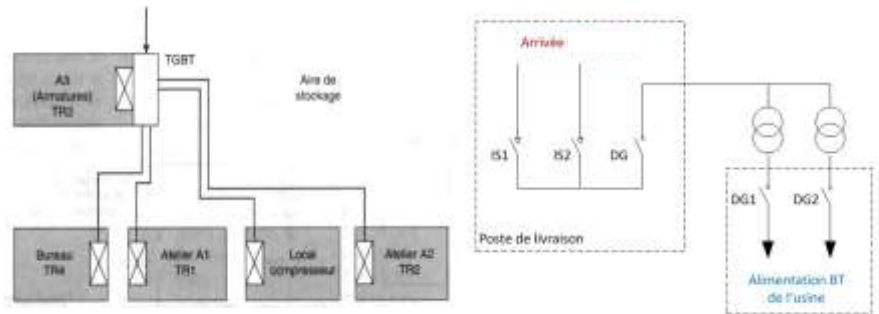 TGBT
A3
(Armatures)
TR3
Aire de
stockage
Bureau
TR4
Atelier A1
TR1
Local
compresseur
Atelier A2
TR2
Arrivée
IS1
IS2
DG
Poste de livraison
DG1
DG2
Alimentation BT
de l'usine